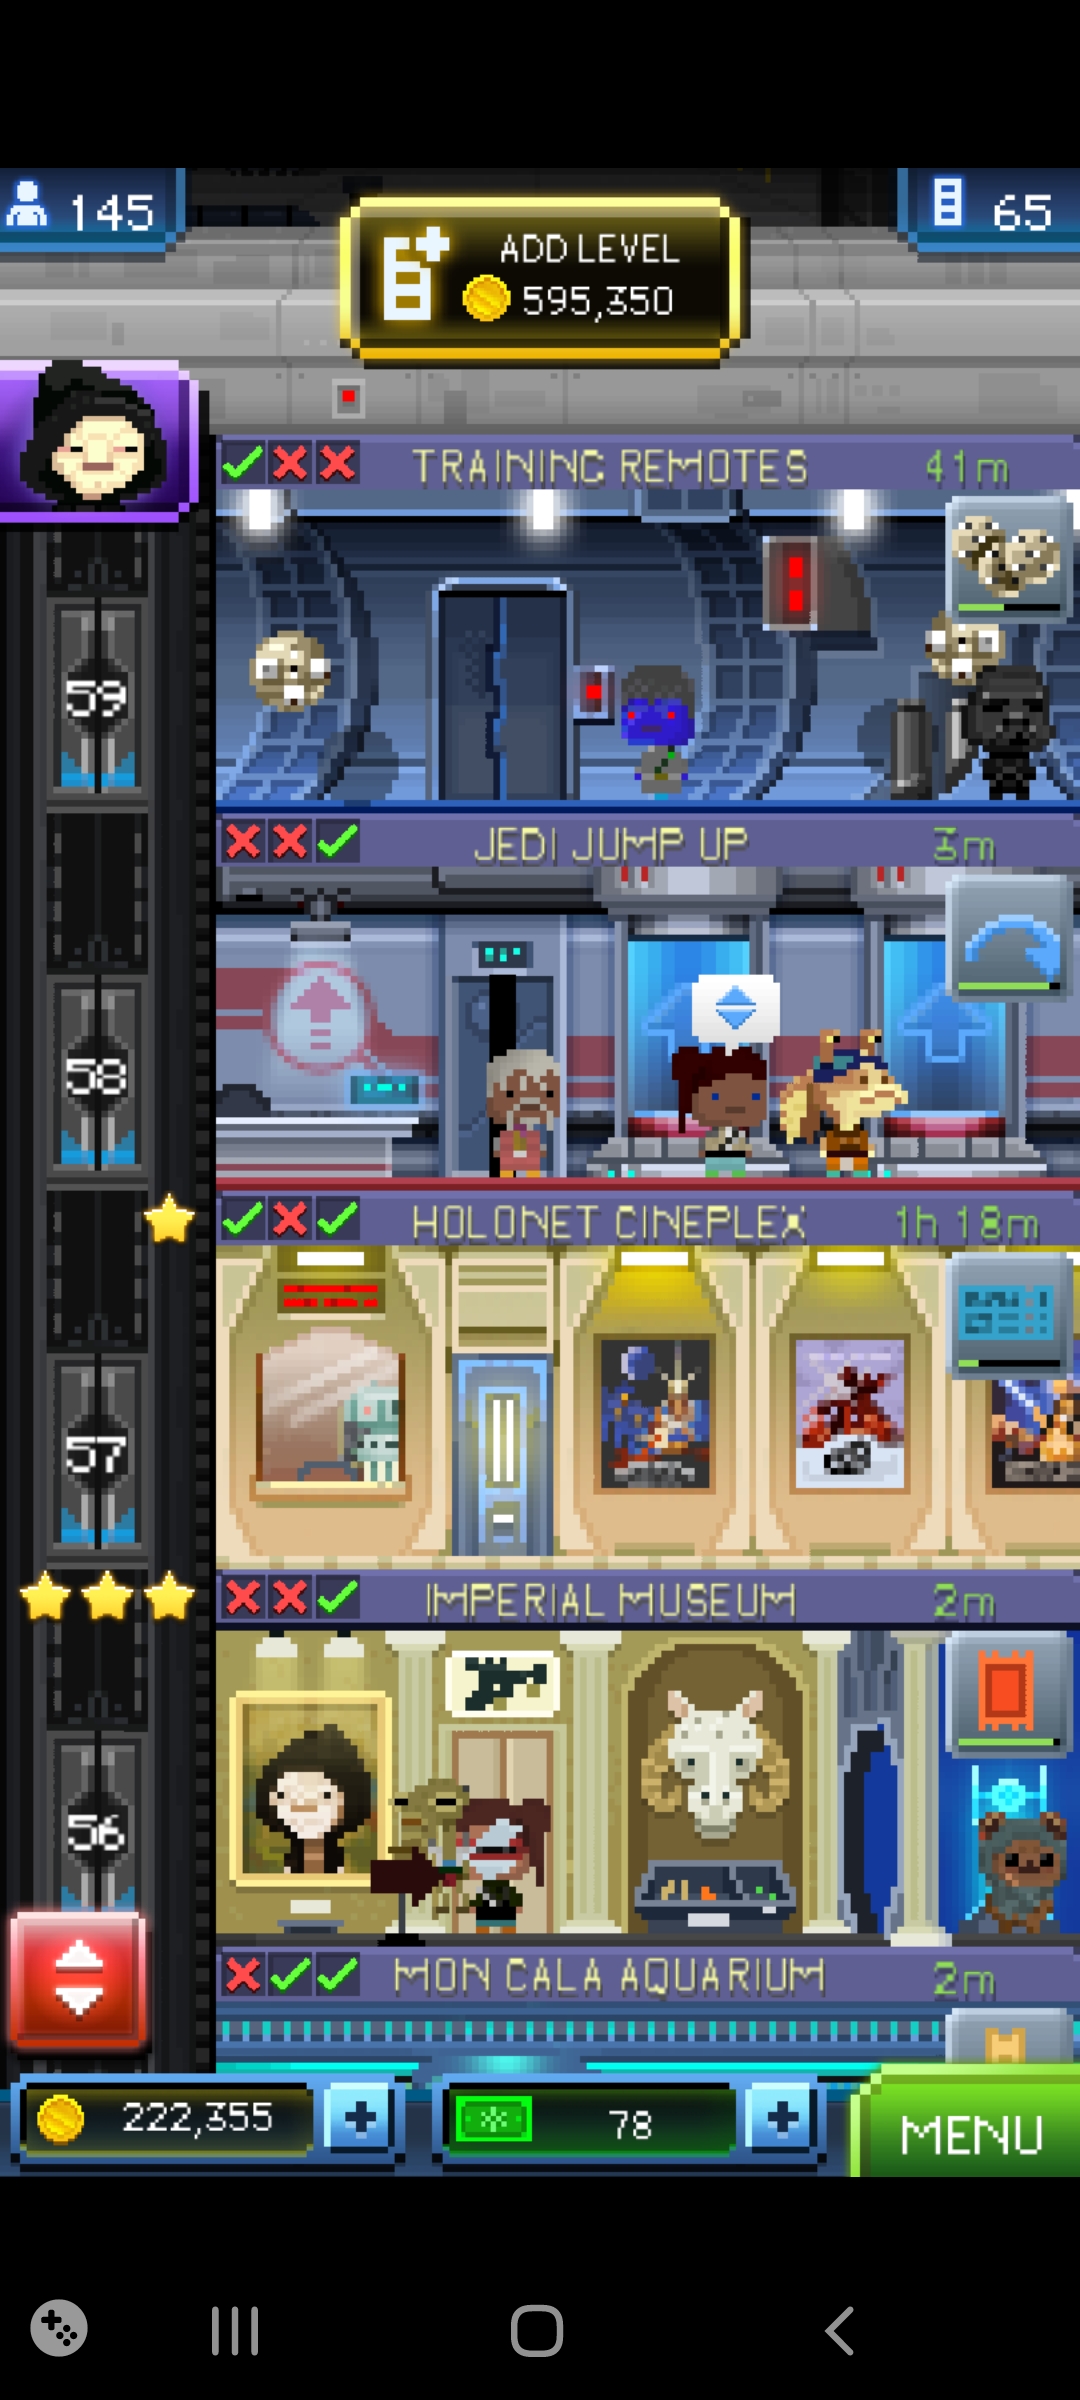 145
ADD LEVEL
595,350
65
TRAINING REMOTES 41m
59
JEDI JUMP UP 3m
58
HOLONET CINEPLEX 1h 18m
57
IMPERIAL MUSEUM 2m
56
MON CALA AQUARIUM 2m
222,355
78
MENU